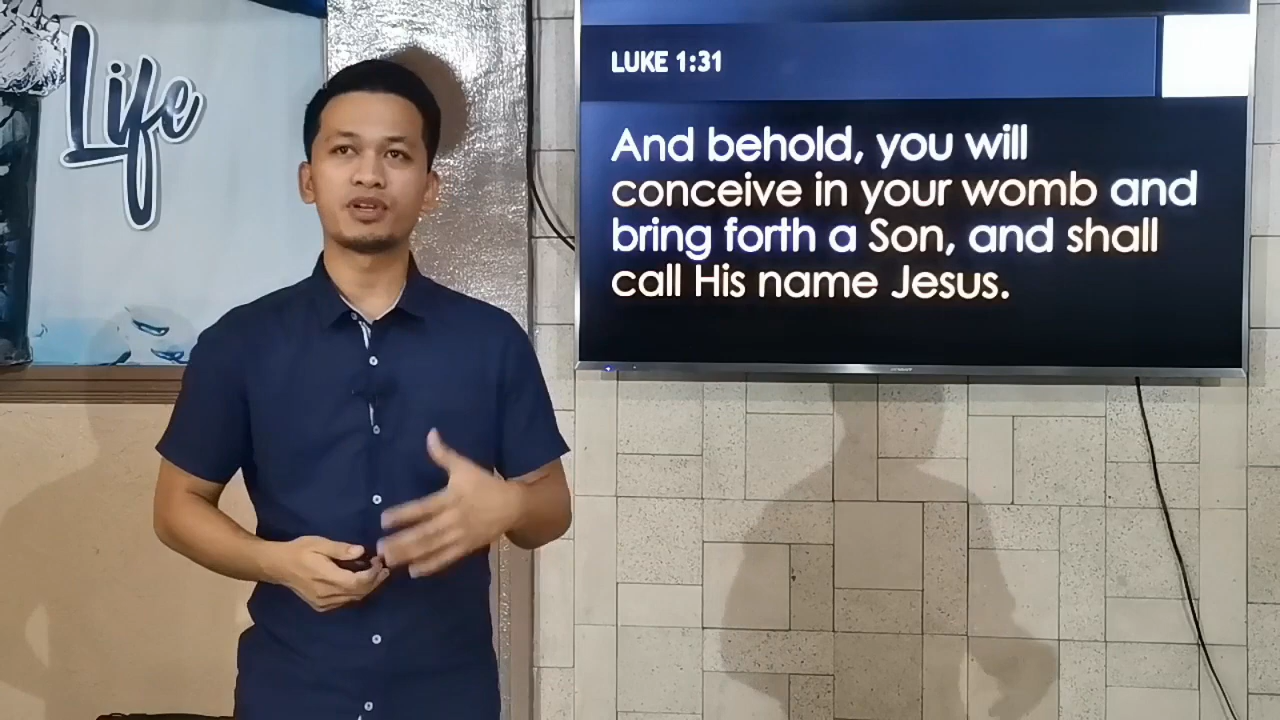 Life
LUKE 1:31
And behold, you will
conceive in your womb and
bring forth a Son, and shall
call His name Jesus.